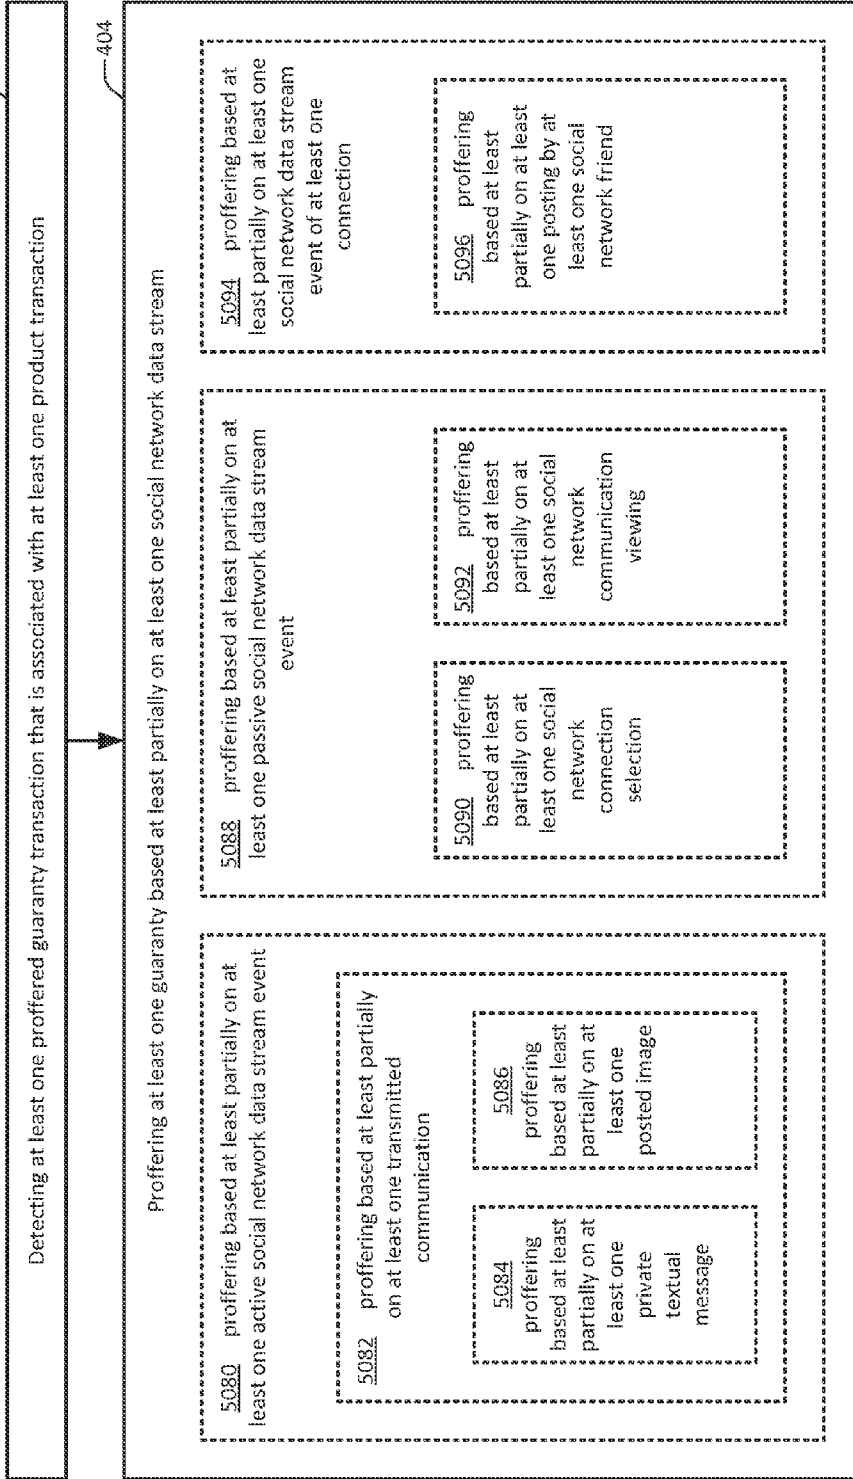 Detecting at least one proffered guaranty transaction that is associated with at least one product transaction
404
Proffering at least one guaranty based at least partially on at least one social network data stream
5080 proffering based at least partially on at
least one active social network data stream event
5082 proffering based at least partially
on at least one transmitted
communication
5084
proffering
based at least
partially on at
least one
private
textual
message
5086
proffering
based at least
partially on at
least one
posted image
5088 proffering based at least partially on at
least one passive social network data stream
event
5090 proffering
based at least
partially on at
least one social
network
connection
selection
5092 proffering
based at least
partially on at
least one social
network
communication
viewing
5094 proffering based at
least partially on at least one
social network data stream
event of at least one
connection
5096 proffering
based at least
partially on at least
one posting by at
least one social
network friend